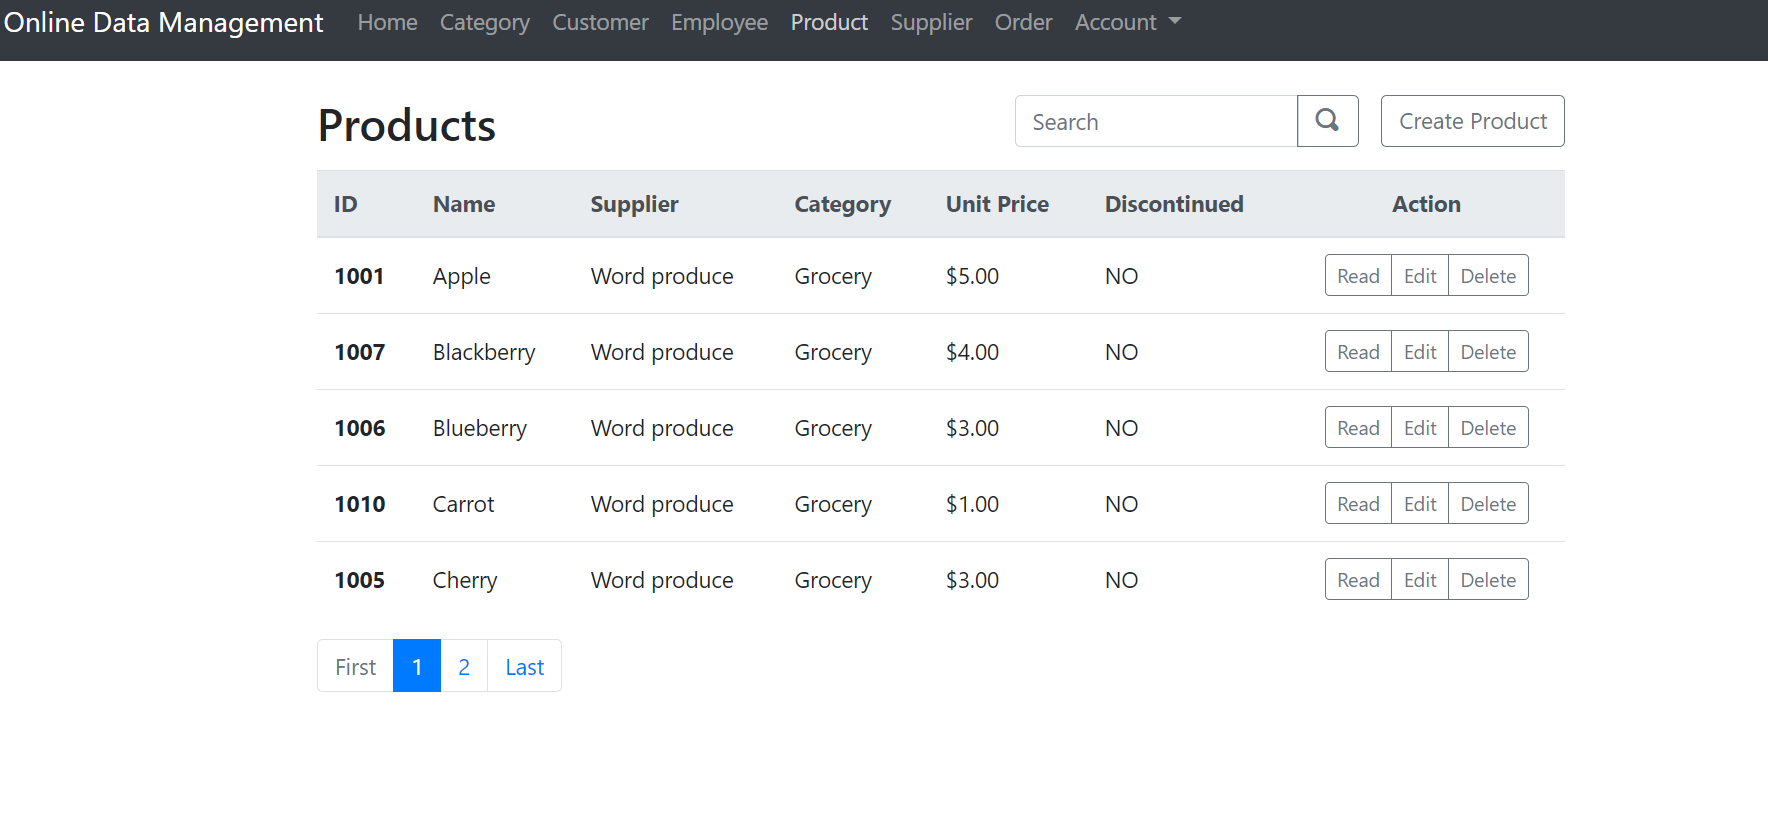 Online Data Management Home Category Customer Employee Product Supplier Order Account
Products Search Create Product
ID Name Supplier Category Unit Price Discontinued Action
1001 Apple Word produce Grocery $5.00 NO Read Edit Delete
1007 Blackberry Word produce Grocery $4.00 NO Read Edit Delete
1006 Blueberry Word produce Grocery $3.00 NO Read Edit Delete
1010 Carrot Word produce Grocery $1.00 NO Read Edit Delete
1005 Cherry Word produce Grocery $3.00 NO Read Edit Delete
First 1 2 Last